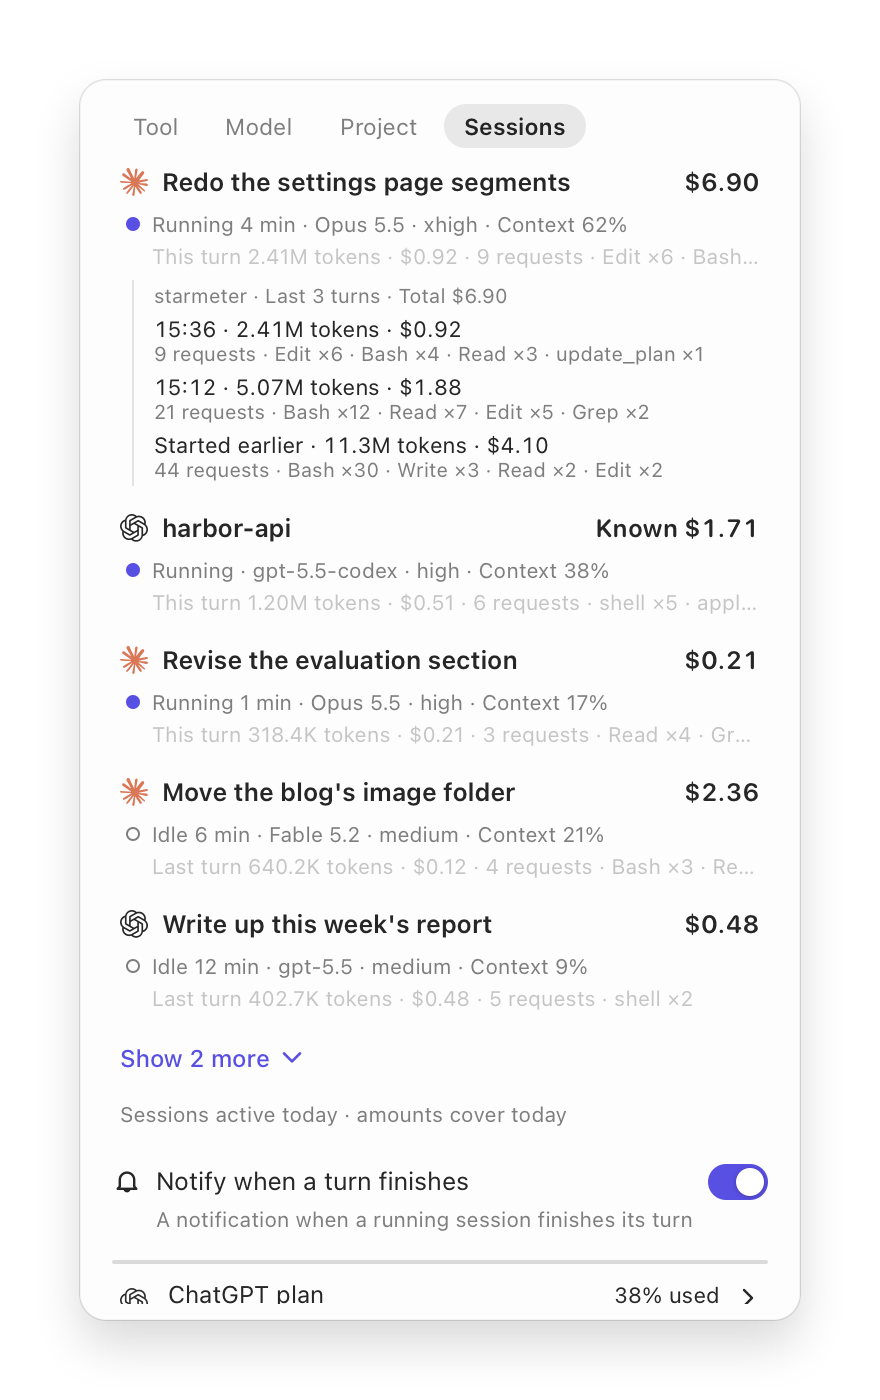 Tool Model Project Sessions
Redo the settings page segments $6.90
Running 4 min · Opus 5.5 · xhigh · Context 62%
This turn 2.41M tokens · $0.92 · 9 requests · Edit ×6 · Bash...
starmeter · Last 3 turns · Total $6.90
15:36 · 2.41M tokens · $0.92
9 requests · Edit ×6 · Bash ×4 · Read ×3 · update_plan ×1
15:12 · 5.07M tokens · $1.88
21 requests · Bash ×12 · Read ×7 · Edit ×5 · Grep ×2
Started earlier · 11.3M tokens · $4.10
44 requests · Bash ×30 · Write ×3 · Read ×2 · Edit ×2
harbor-api Known $1.71
Running · gpt-5.5-codex · high · Context 38%
This turn 1.20M tokens · $0.51 · 6 requests · shell ×5 · appl...
Revise the evaluation section $0.21
Running 1 min · Opus 5.5 · high · Context 17%
This turn 318.4K tokens · $0.21 · 3 requests · Read ×4 · Gr...
Move the blog's image folder $2.36
Idle 6 min · Fable 5.2 · medium · Context 21%
Last turn 640.2K tokens · $0.12 · 4 requests · Bash ×3 · Re...
Write up this week's report $0.48
Idle 12 min · gpt-5.5 · medium · Context 9%
Last turn 402.7K tokens · $0.48 · 5 requests · shell ×2
Show 2 more
Sessions active today · amounts cover today
Notify when a turn finishes
A notification when a running session finishes its turn
ChatGPT plan 38% used